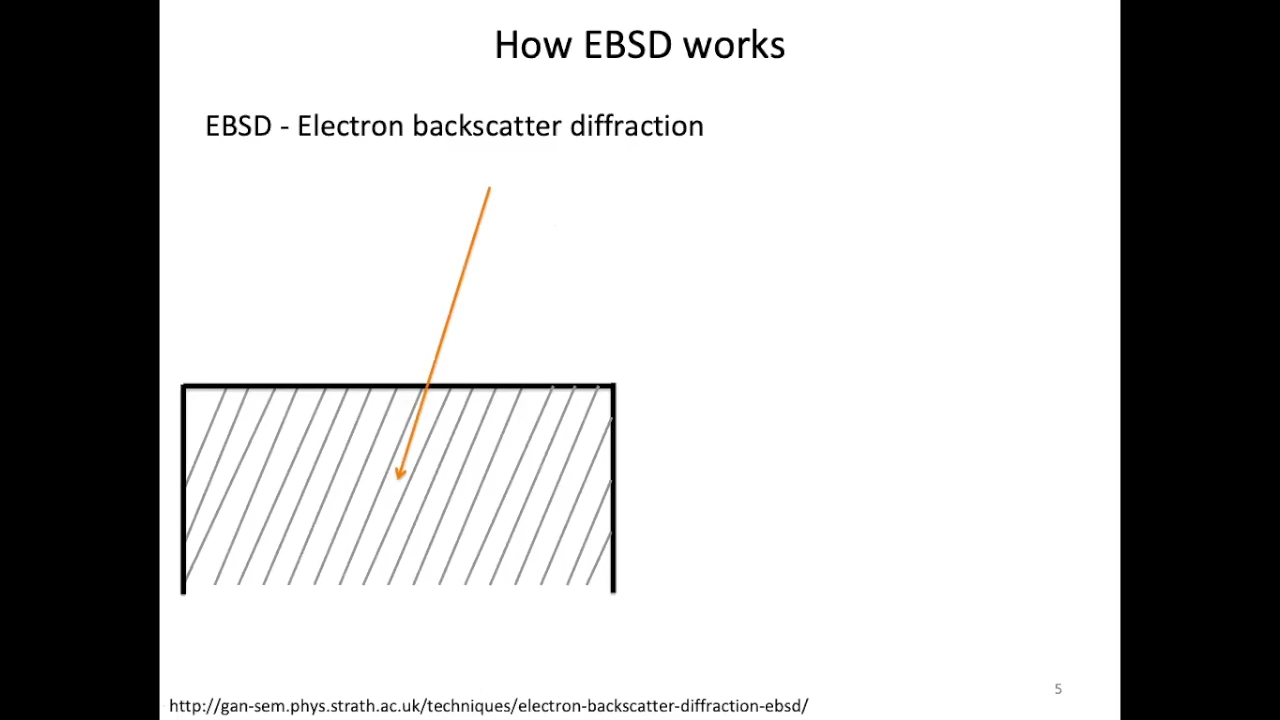 How EBSD works
EBSD - Electron backscatter diffraction
5
http://gan-sem.phys.strath.ac.uk/techniques/electron-backscatter-diffraction-ebsd/